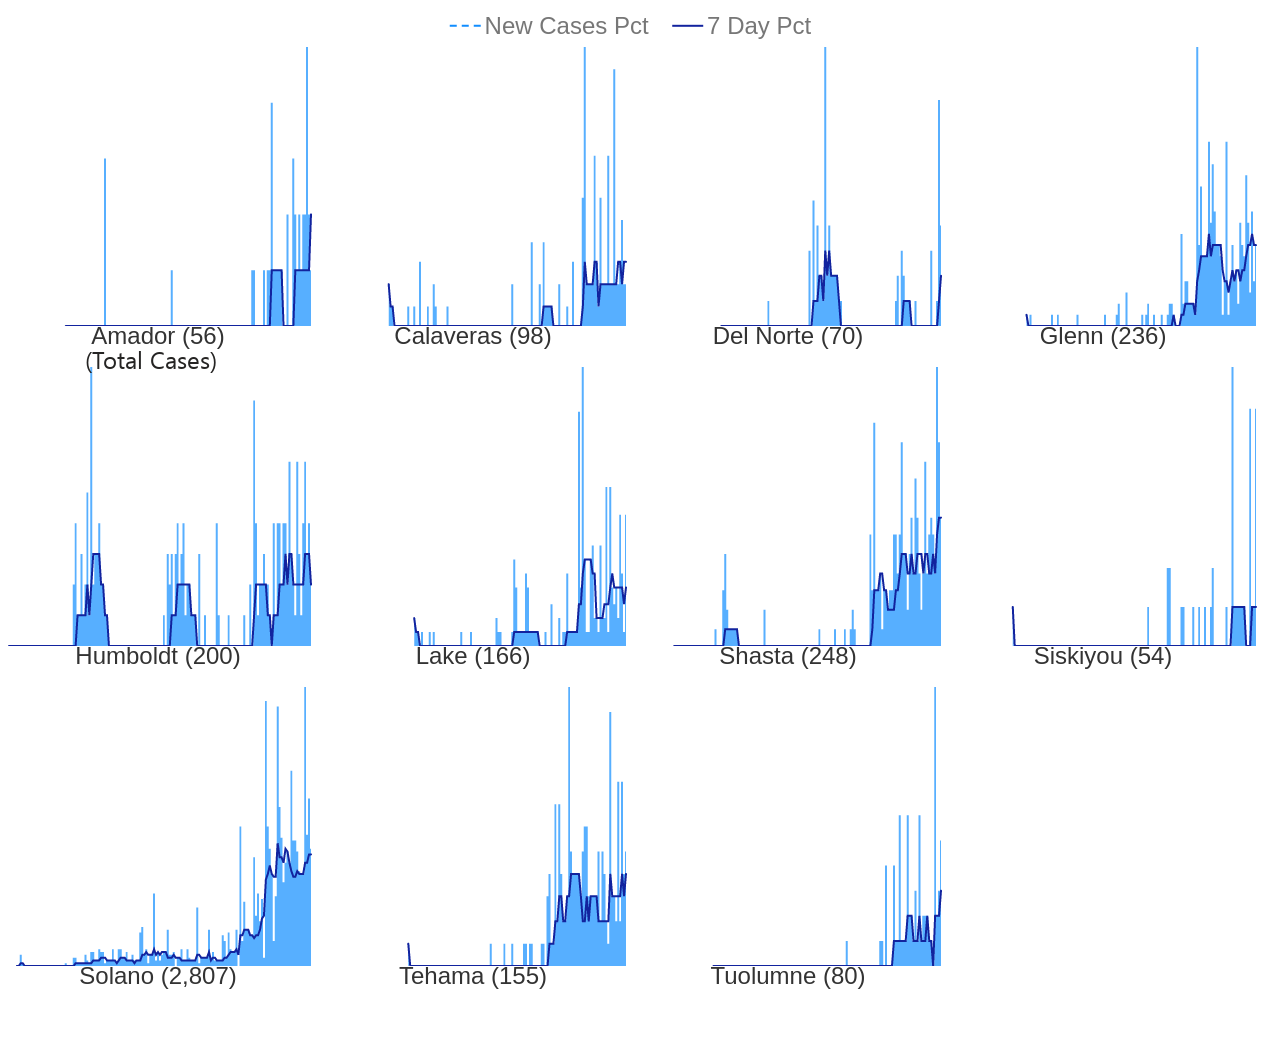 New Cases Pct 7 Day Pct
Amador (56) Calaveras (98) Del Norte (70) Glenn (236)
(Total Cases)
Humboldt (200) Lake (166) Shasta (248) Siskiyou (54)
Solano (2,807) Tehama (155) Tuolumne (80)